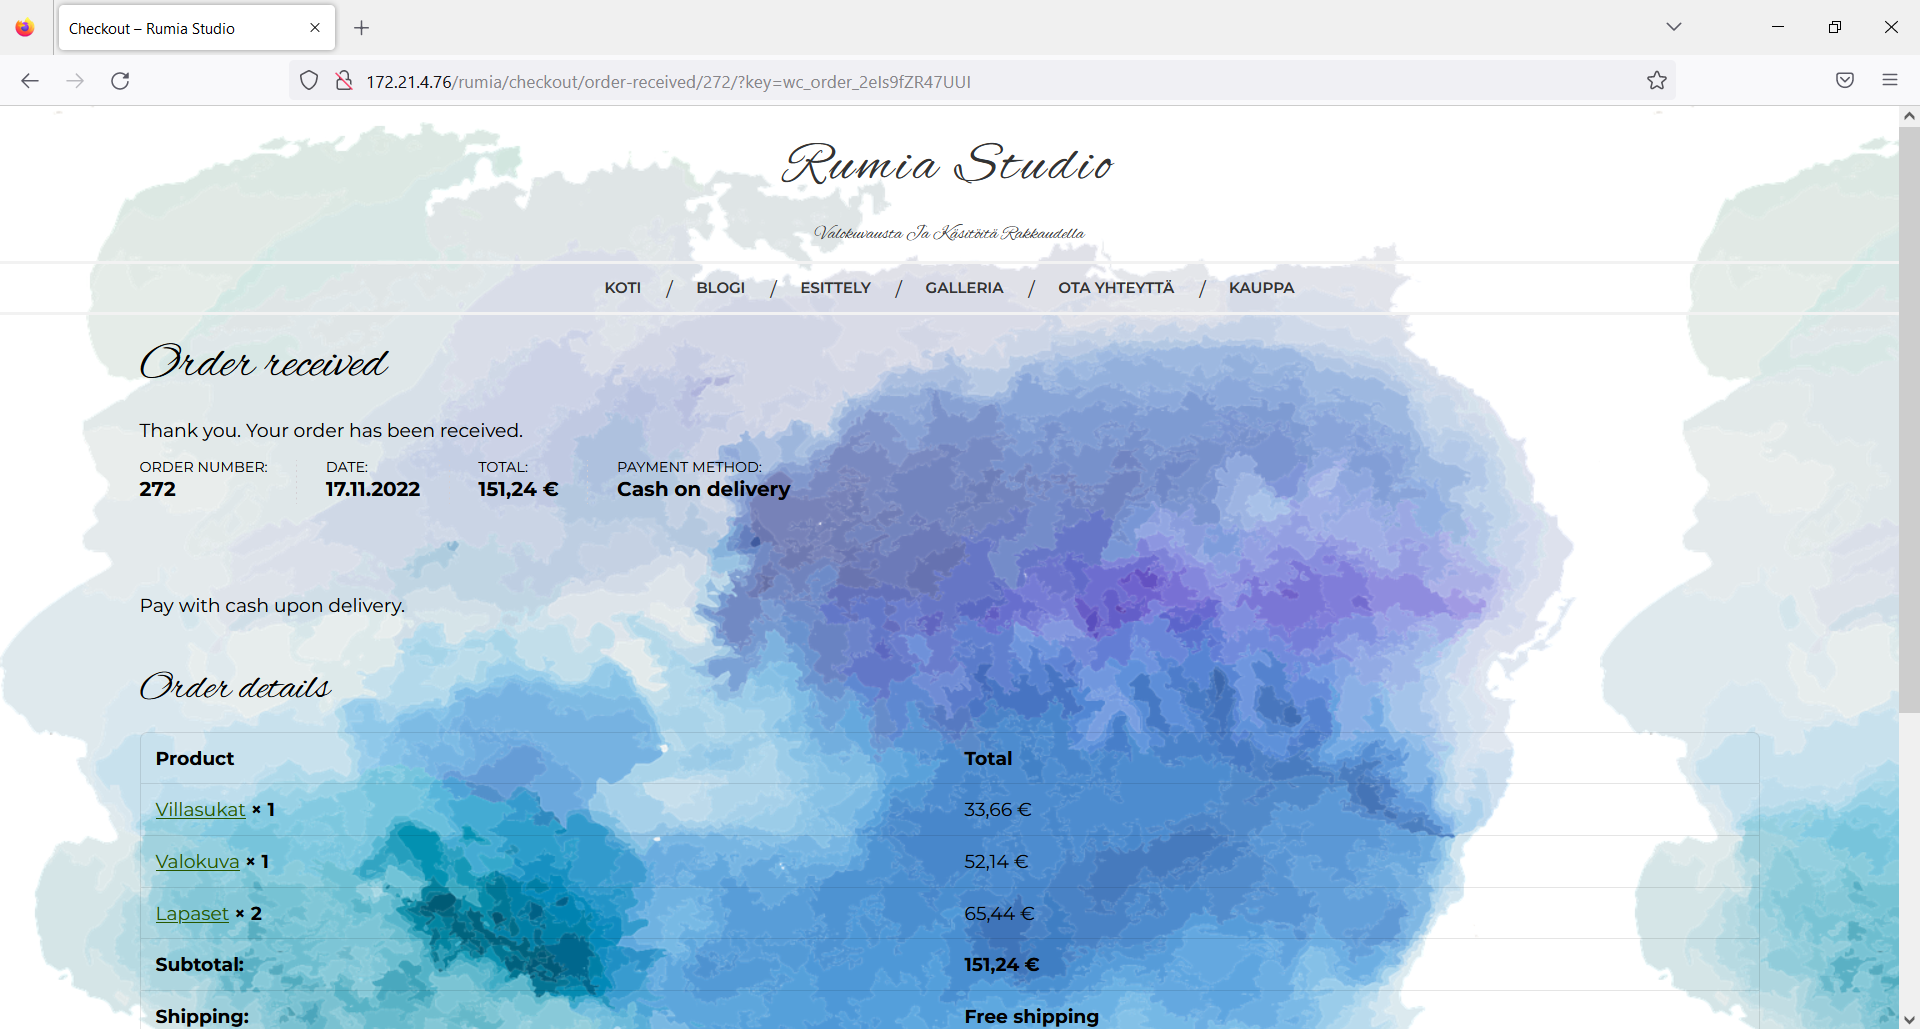 Checkout – Rumia Studio
172.21.4.76/rumia/checkout/order-received/272/?key=wc_order_2eIs9fZR47UUI
Rumia Studio
Valokuvausta Ja Käsitöitä Rakkaudella
KOTI / BLOGI / ESITTELY / GALLERIA / OTA YHTEYTTÄ / KAUPPA
Order received
Thank you. Your order has been received.
ORDER NUMBER: DATE: TOTAL: PAYMENT METHOD:
272 17.11.2022 151,24 € Cash on delivery
Pay with cash upon delivery.
Order details
Product Total
Villasukat × 1 33,66 €
Valokuva × 1 52,14 €
Lapaset × 2 65,44 €
Subtotal: 151,24 €
Shipping: Free shipping